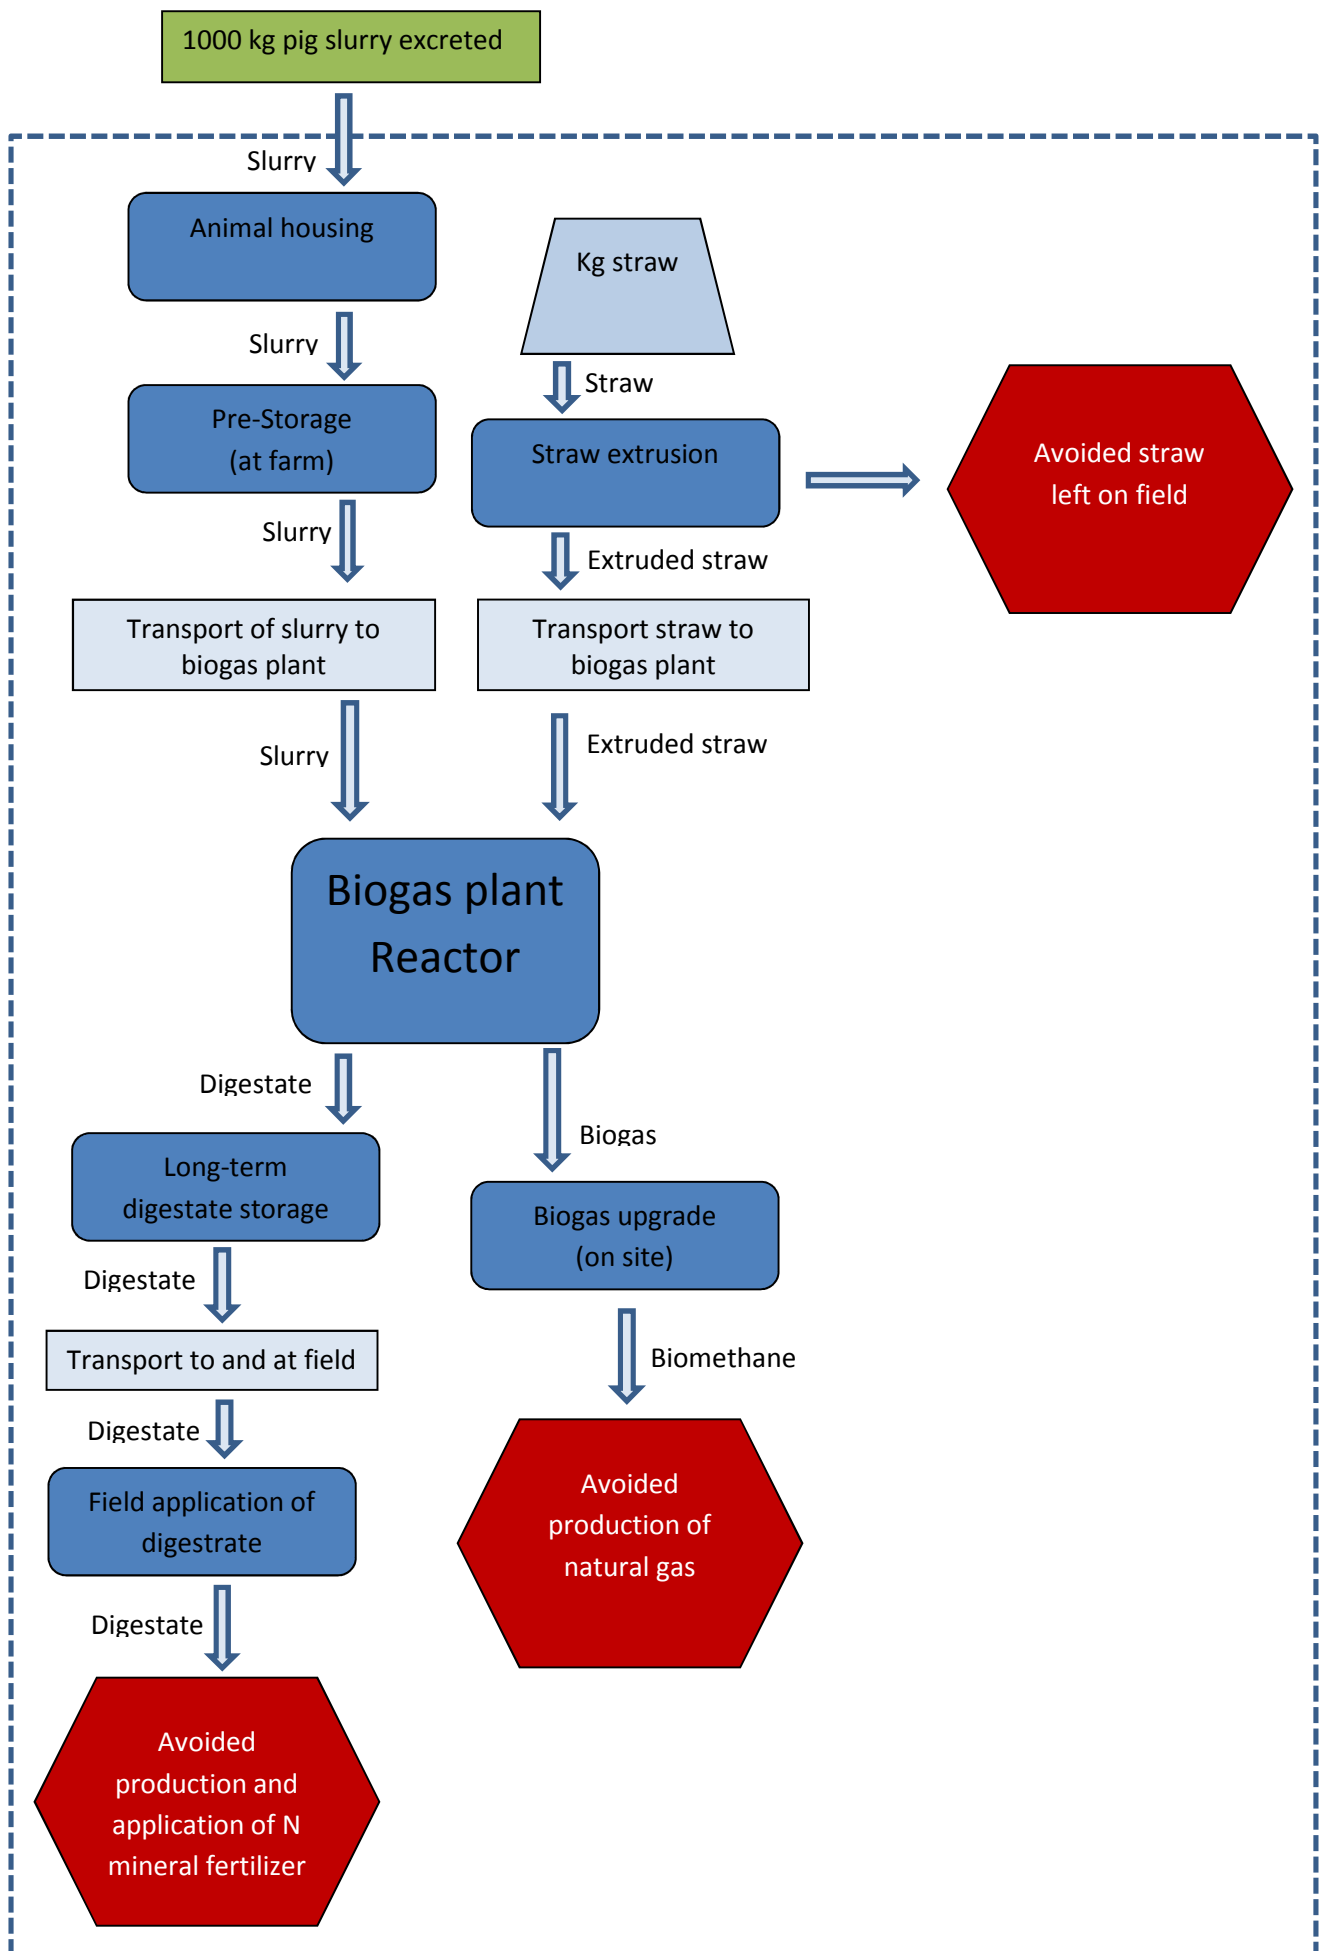 1000 kg pig slurry excreted
Slurry
Animal housing
Kg straw
Slurry
Straw
Pre-Storage
(at farm)
Straw extrusion
Avoided straw
left on field
Slurry
Extruded straw
Transport of slurry to
biogas plant
Transport straw to
biogas plant
Slurry
Extruded straw
Biogas plant
Reactor
Digestate
Biogas
Long-term
digestate storage
Biogas upgrade
(on site)
Digestate
Transport to and at field
Biomethane
Digestate
Field application of
digestrate
Avoided
production of
natural gas
Digestate
Avoided
production and
application of N
mineral fertilizer